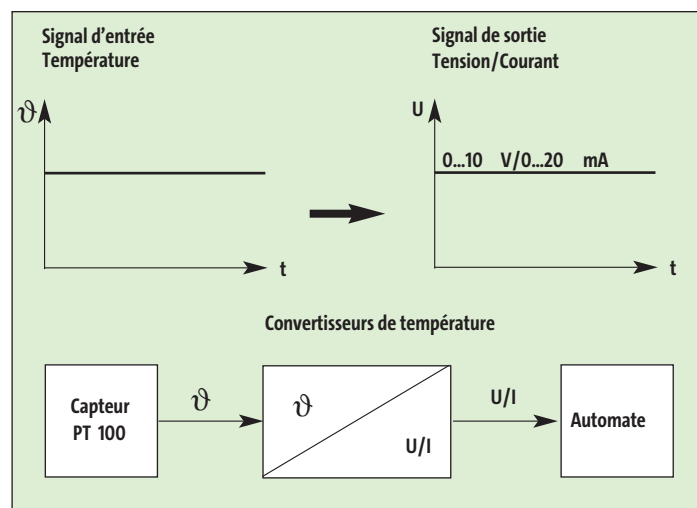 Signal d'entrée
Température
ϑ
t
Signal de sortie
Tension/Courant
U
0...10 V/0...20 mA
t
Convertisseurs de température
Capteur
PT 100
ϑ
ϑ
U/I
U/I
Automate